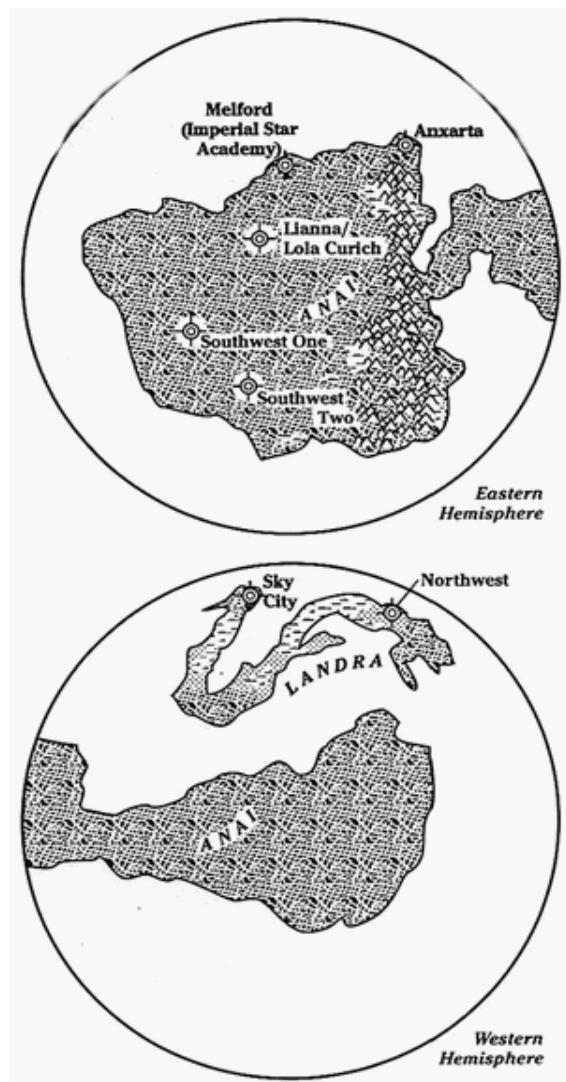 Melford
(Imperial Star
Academy)
Anxarta
Lianna/
Lola Curich
ANAI
Southwest One
Southwest
Two
Eastern
Hemisphere
Sky
City
Northwest
LANDRA
ANAI
Western
Hemisphere